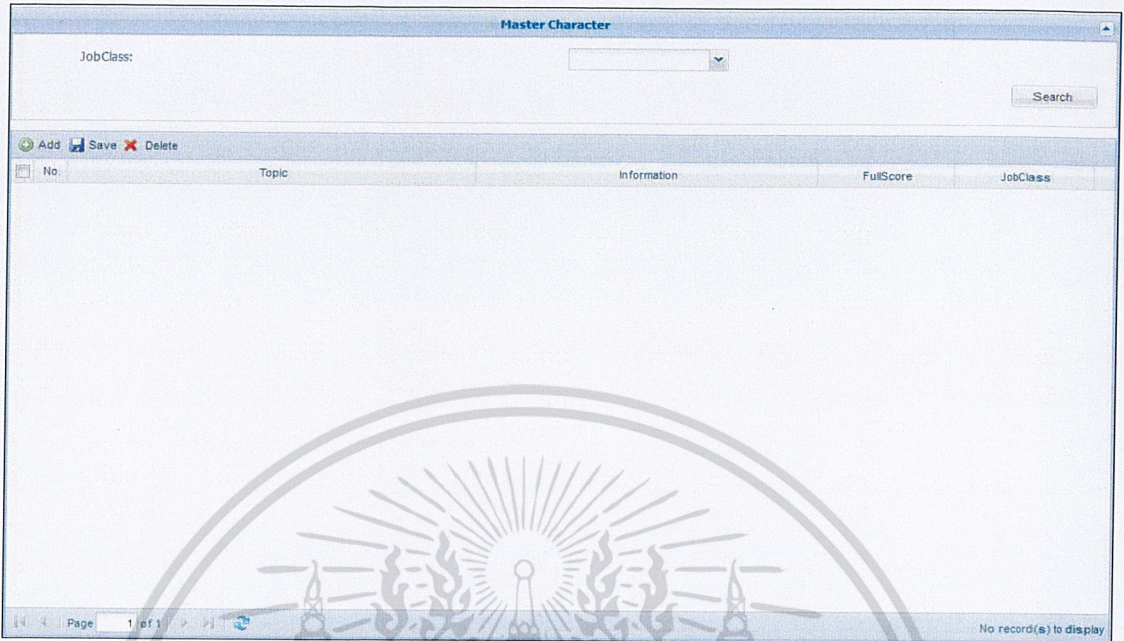 Master Character
JobClass:
Search
Add Save Delete
No. Topic Information FullScore JobClass
Page 1 of 1 No record(s) to display